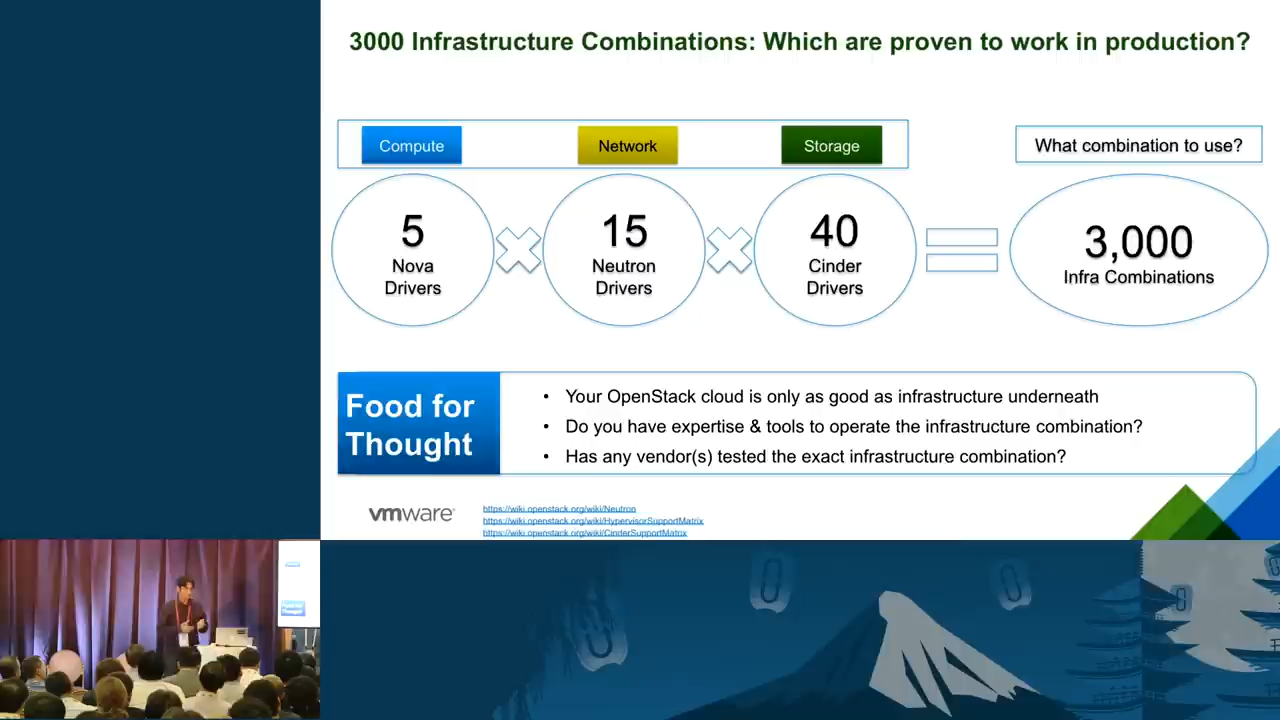 3000 Infrastructure Combinations: Which are proven to work in production?
Compute
Network
Storage
What combination to use?
5
Nova
Drivers
15
Neutron
Drivers
40
Cinder
Drivers
3,000
Infra Combinations
Food for
Thought
• Your OpenStack cloud is only as good as infrastructure underneath
• Do you have expertise & tools to operate the infrastructure combination?
• Has any vendor(s) tested the exact infrastructure combination?
vmware
https://wiki.openstack.org/wiki/Neutron
https://wiki.openstack.org/wiki/HypervisorSupportMatrix
https://wiki.openstack.org/wiki/CinderSupportMatrix
Food for
Thought